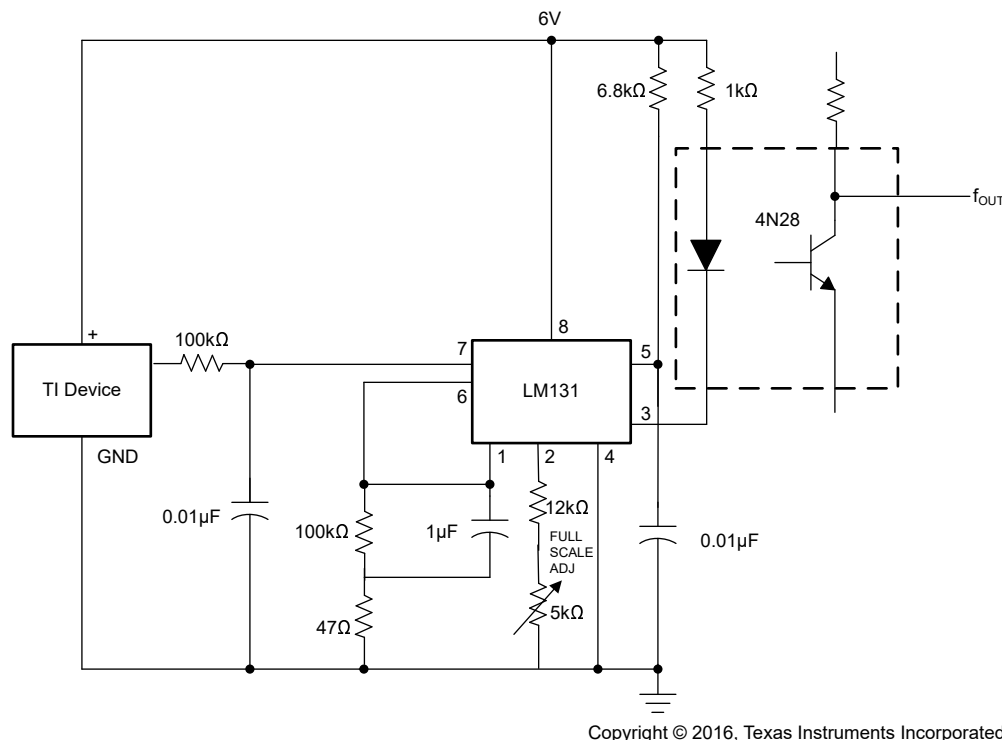 6V
6.8kΩ
1kΩ
4N28
fOUT
+
100kΩ
TI Device
GND
8
7
5
LM131
6
3
1
2
4
0.01µF
100kΩ
1µF
12kΩ
FULL
SCALE
ADJ
0.01µF
47Ω
5kΩ
Copyright © 2016, Texas Instruments Incorporated